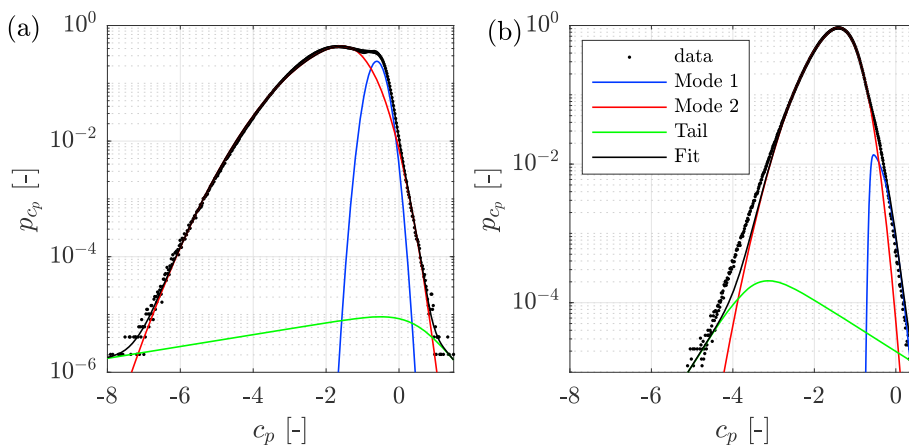 (a)
10^0
10^-2
10^-4
10^-6
p_{c_p} [-]
-8
-6
-4
-2
0
c_p [-]
(b)
10^0
10^-2
10^-4
p_{c_p} [-]
data
Mode 1
Mode 2
Tail
Fit
-8
-6
-4
-2
0
c_p [-]